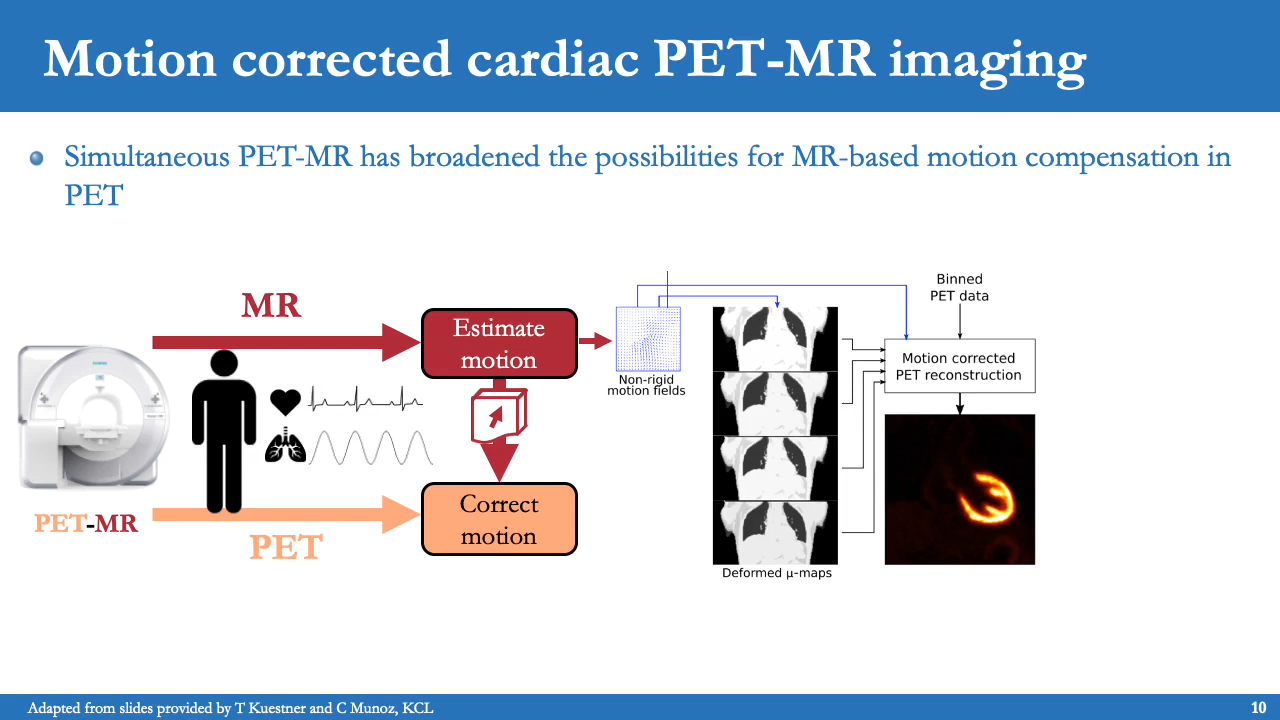 Motion corrected cardiac PET-MR imaging
Simultaneous PET-MR has broadened the possibilities for MR-based motion compensation in
PET
MR
Estimate
motion
PET-MR
PET
Correct
motion
Non-rigid
motion fields
Deformed μ-maps
Binned
PET data
Motion corrected
PET reconstruction
Adapted from slides provided by T Kuestner and C Munoz, KCL
10